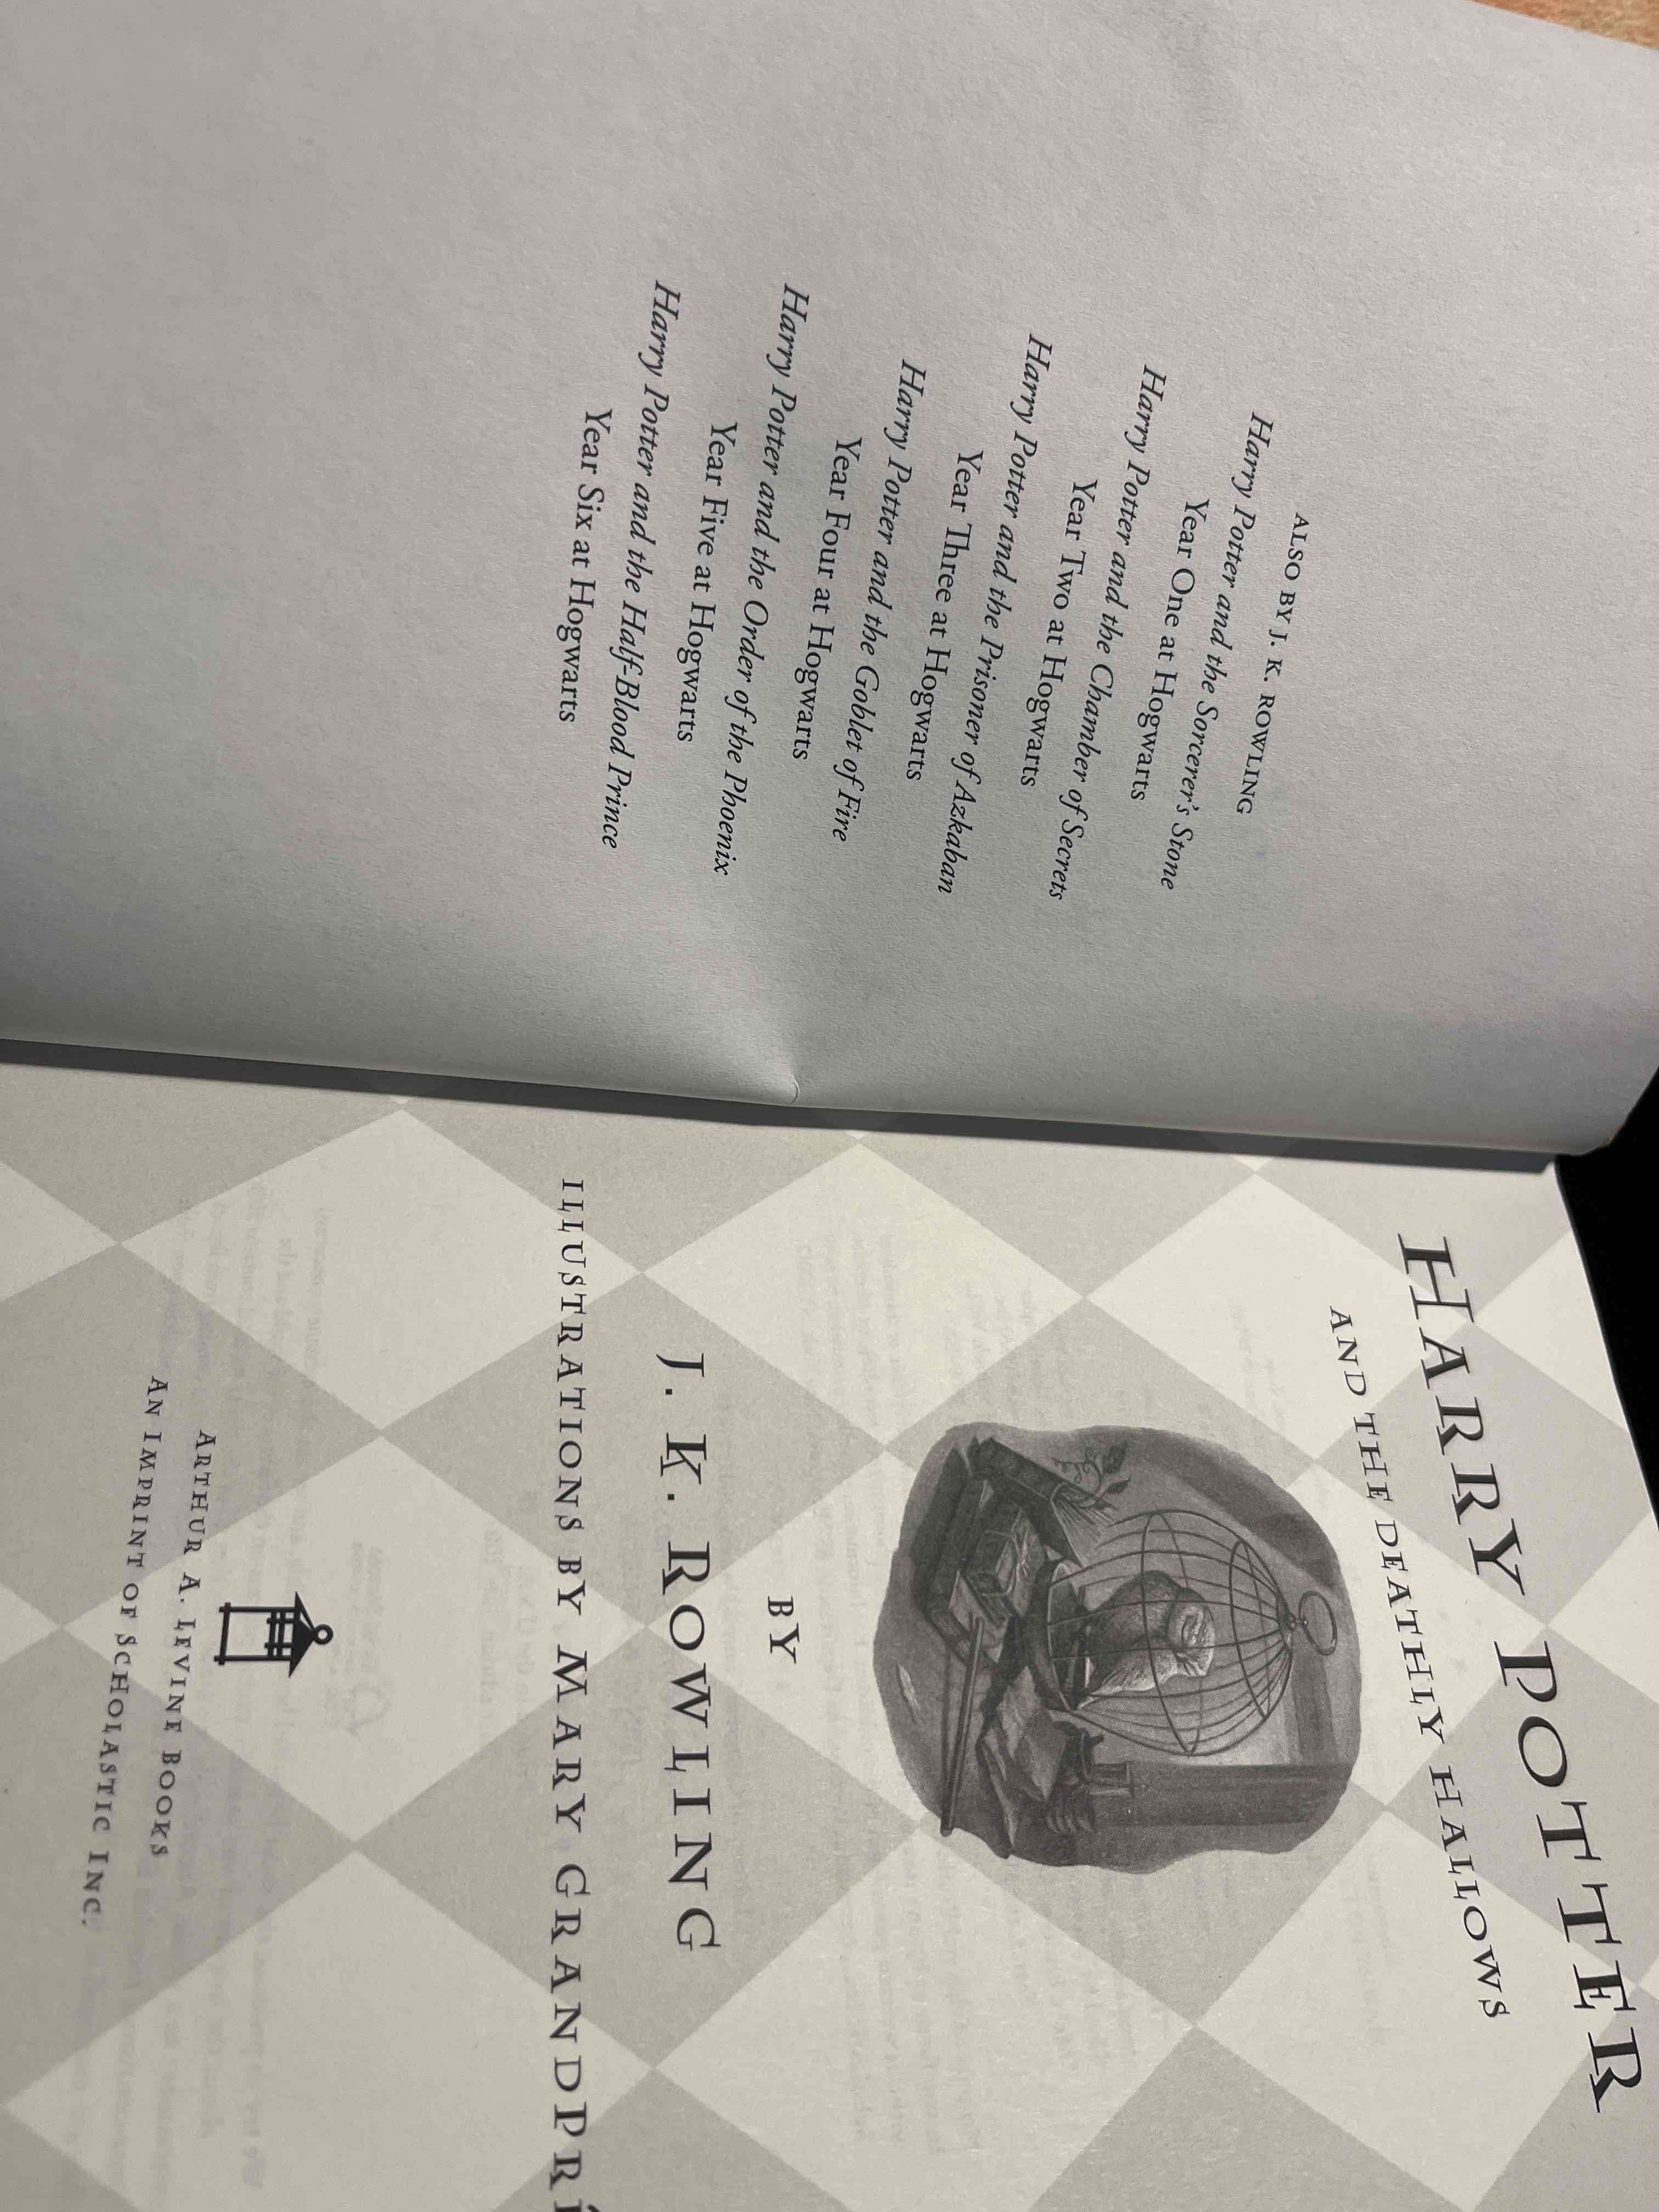 ALSO BY J. K. ROWLING
Harry Potter and the Sorcerer's Stone
Year One at Hogwarts
Harry Potter and the Chamber of Secrets
Year Two at Hogwarts
Harry Potter and the Prisoner of Azkaban
Year Three at Hogwarts
Harry Potter and the Goblet of Fire
Year Four at Hogwarts
Harry Potter and the Order of the Phoenix
Year Five at Hogwarts
Harry Potter and the Half-Blood Prince
Year Six at Hogwarts
HARRY POTTER
AND THE DEATHLY HALLOWS
BY
J. K. ROWLING
ILLUSTRATIONS BY MARY GRANDPRÉ
ARTHUR A. LEVINE BOOKS
AN IMPRINT OF SCHOLASTIC INC.